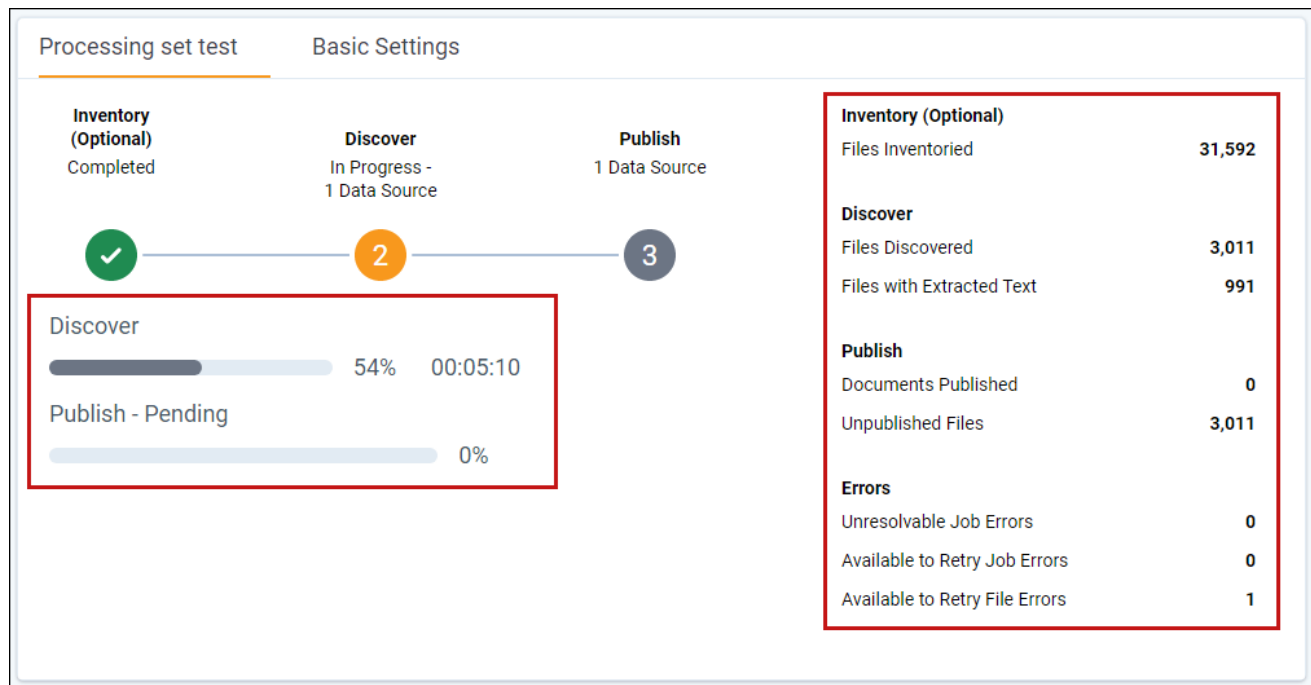 Processing set test
Basic Settings
Inventory
(Optional)
Completed
Discover
In Progress -
1 Data Source
Publish
1 Data Source
2
3
Discover
54% 00:05:10
Publish - Pending
0%
Inventory (Optional)
Files Inventoried 31,592
Discover
Files Discovered 3,011
Files with Extracted Text 991
Publish
Documents Published 0
Unpublished Files 3,011
Errors
Unresolvable Job Errors 0
Available to Retry Job Errors 0
Available to Retry File Errors 1